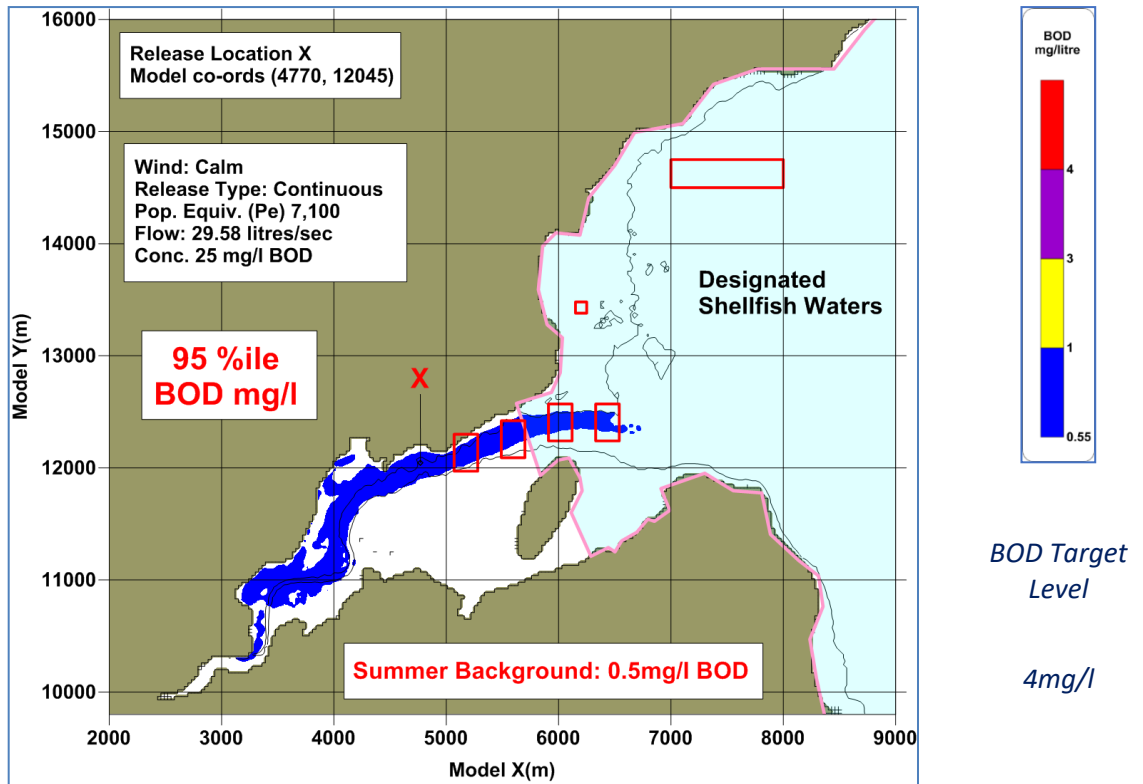 16000
15000
14000
13000
12000
11000
10000
Model Y(m)
Release Location X
Model co-ords (4770, 12045)
Wind: Calm
Release Type: Continuous
Pop. Equiv. (Pe) 7,100
Flow: 29.58 litres/sec
Conc. 25 mg/l BOD
95 %ile
BOD mg/l
X
Designated
Shellfish Waters
Summer Background: 0.5mg/l BOD
2000 3000 4000 5000 6000 7000 8000 9000
Model X(m)
BOD
mg/litre
4
3
1
0.55
BOD Target
Level
4mg/l